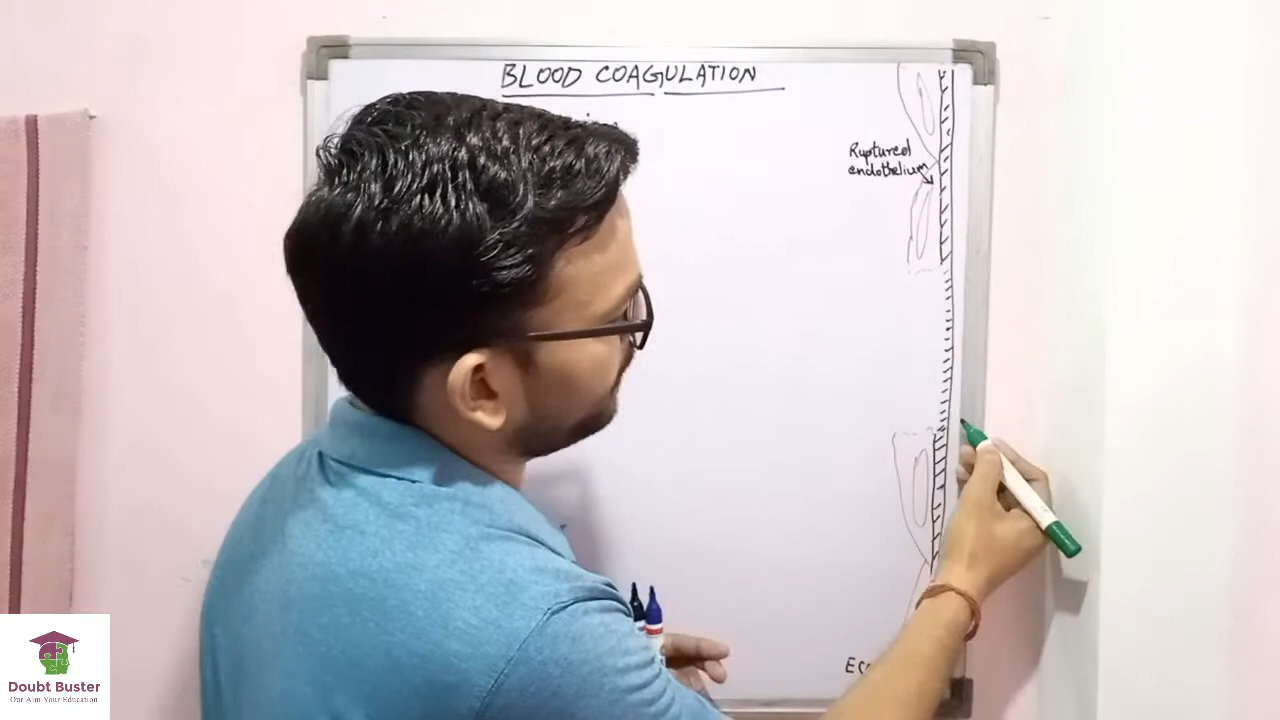 BLOOD COAGULATION
Ruptured
endothelium
Doubt Buster
Our Aim Your Education